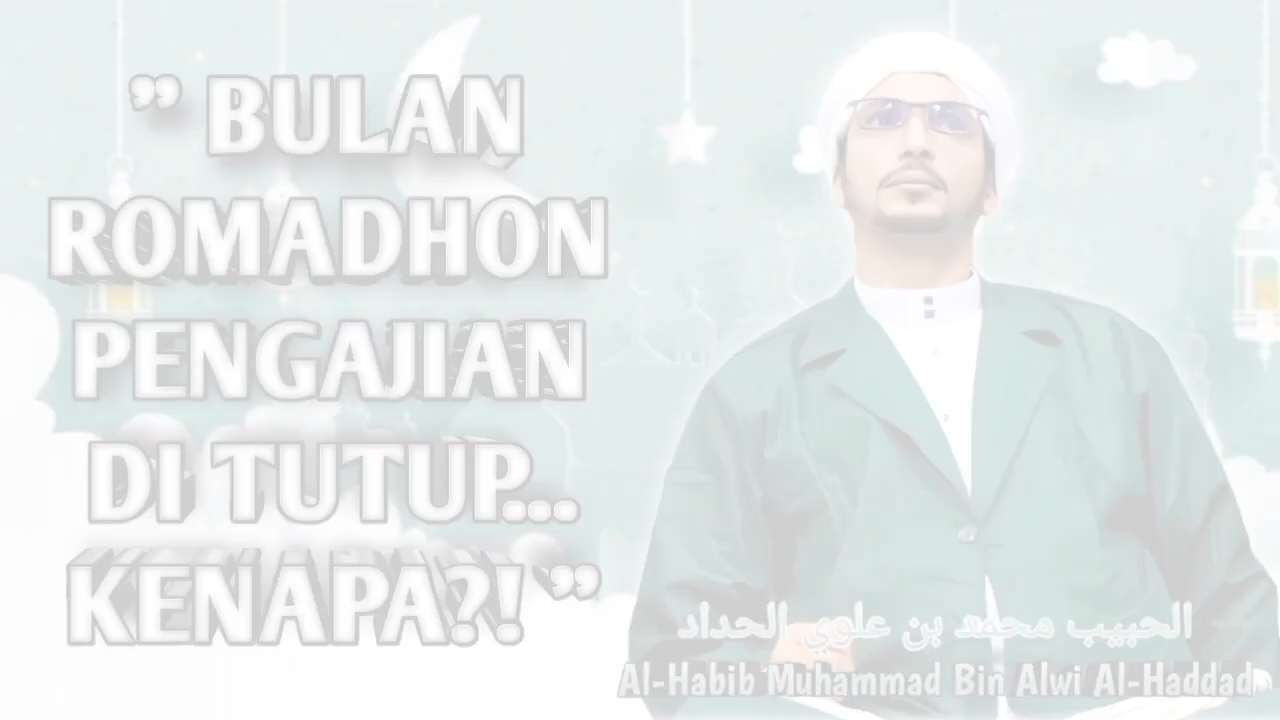 ” BULAN
ROMADHON
PENGAJIAN
DI TUTUP...
KENAPA?! ”
الحبيب محمد بن علوي الحداد
Al-Habib Muhammad Bin Alwi Al-Haddad